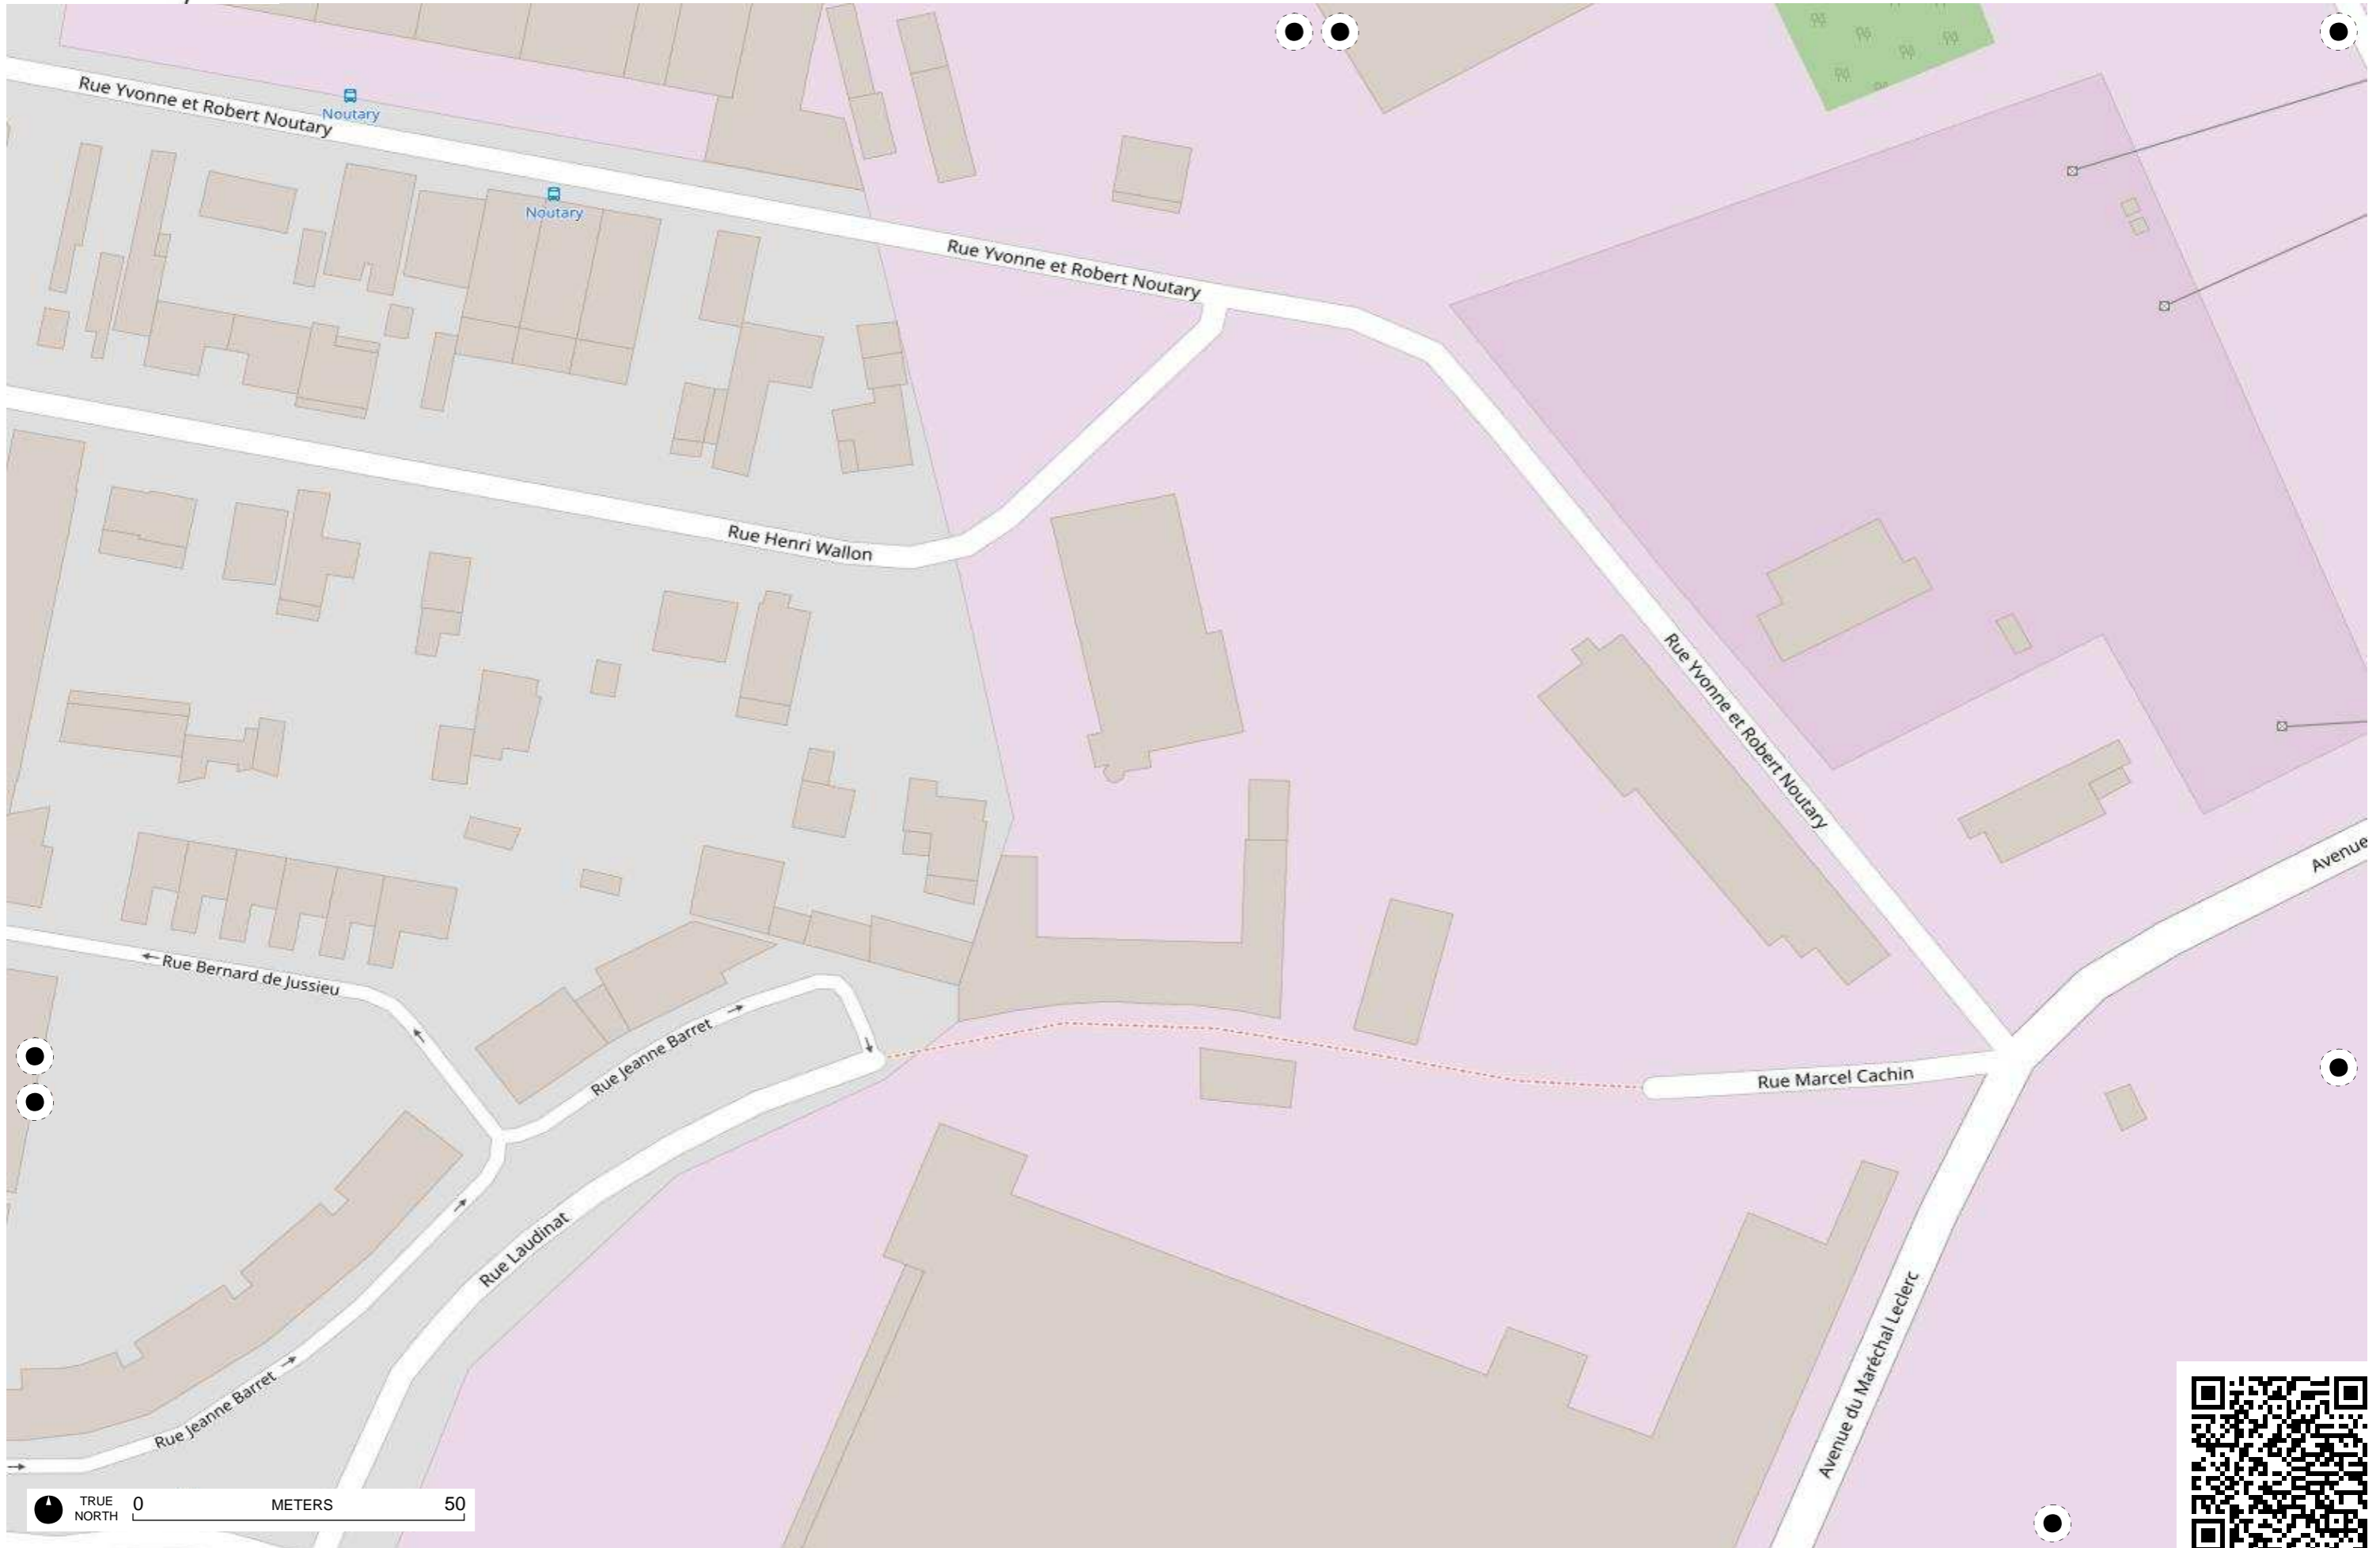 Rue Yvonne et Robert Noutary
Noutary
Noutary
Rue Yvonne et Robert Noutary
Rue Henri Wallon
Rue Yvonne et Robert Noutary
Avenue
Rue Bernard de Jussieu
Rue Jeanne Barret
Rue Marcel Cachin
Rue Laudinat
Avenue du Maréchal Leclerc
Rue Jeanne Barret
TRUE NORTH
0 METERS 50